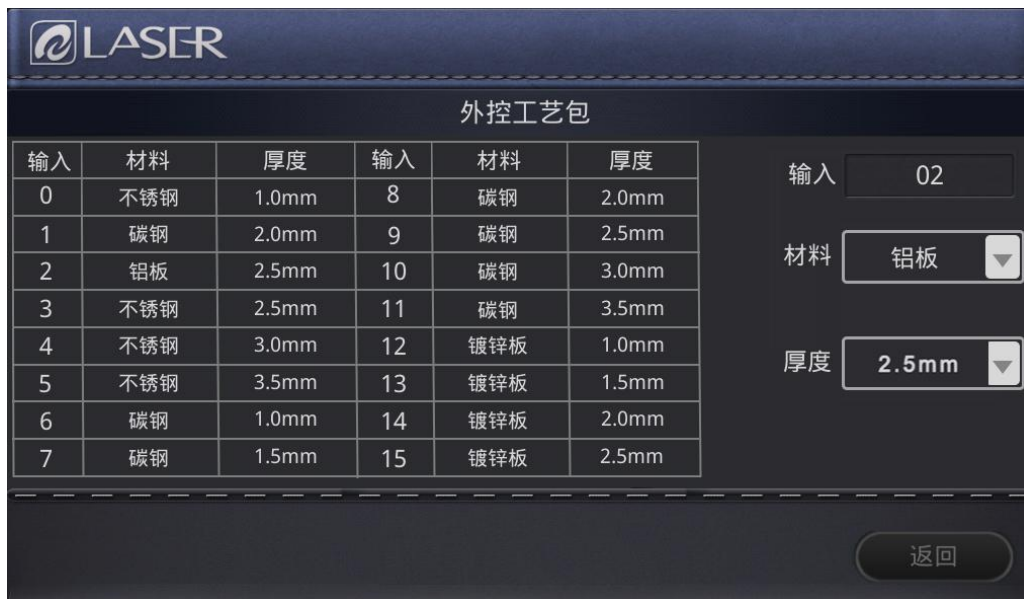 LASER
外控工艺包
输入 材料 厚度 输入 材料 厚度
0 不锈钢 1.0mm 8 碳钢 2.0mm
1 碳钢 2.0mm 9 碳钢 2.5mm
2 铝板 2.5mm 10 碳钢 3.0mm
3 不锈钢 2.5mm 11 碳钢 3.5mm
4 不锈钢 3.0mm 12 镀锌板 1.0mm
5 不锈钢 3.5mm 13 镀锌板 1.5mm
6 碳钢 1.0mm 14 镀锌板 2.0mm
7 碳钢 1.5mm 15 镀锌板 2.5mm
输入 02
材料 铝板
厚度 2.5mm
返回